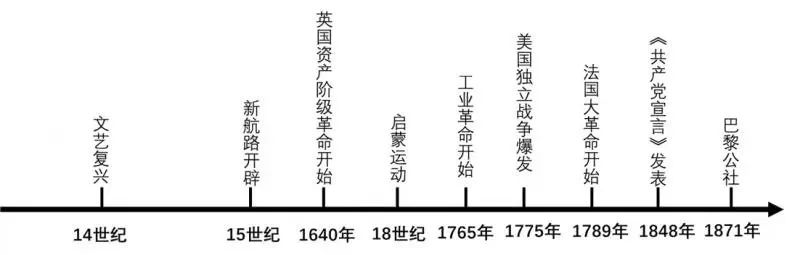 文艺复兴
新航路开辟
英国资产阶级革命开始
启蒙运动
工业革命开始
美国独立战争爆发
法国大革命开始
《共产党宣言》发表
巴黎公社
14世纪
15世纪
1640年
18世纪
1765年
1775年
1789年
1848年
1871年